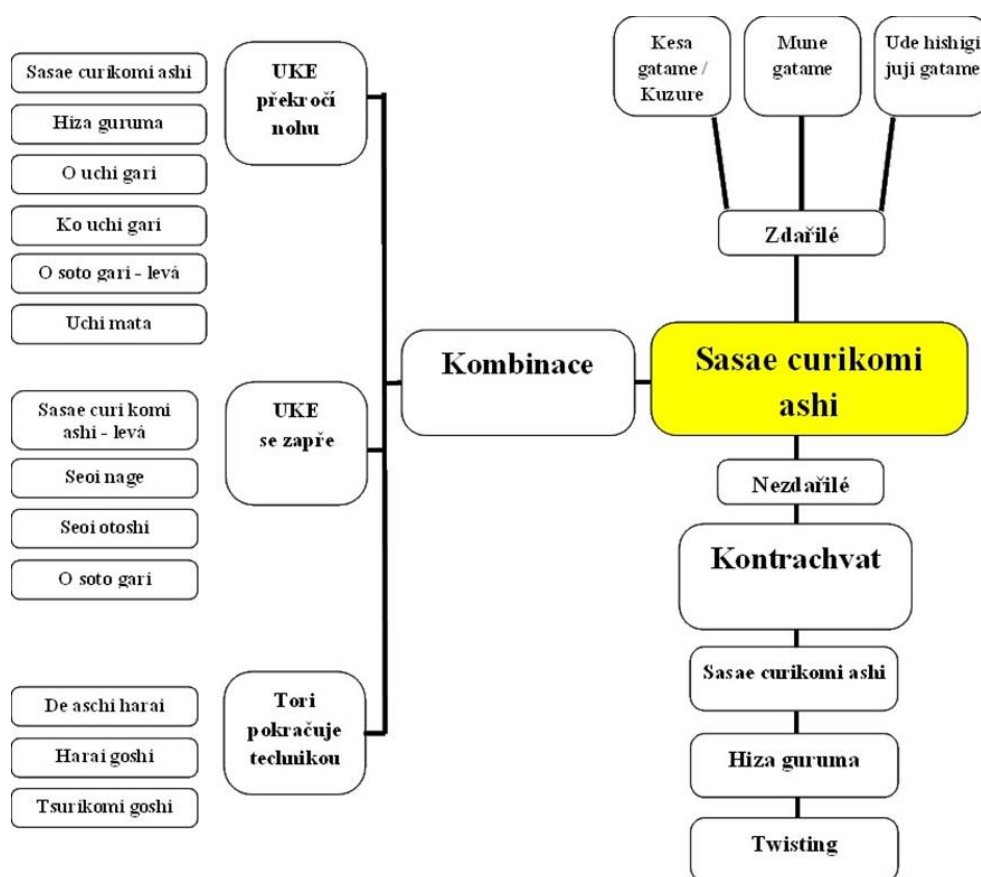 Sasae curikomi ashi
Hiza guruma
O uchi gari
Ko uchi gari
O soto gari - levá
Uchi mata
UKE
překročí
nohu
Sasae curi komi
ashi - levá
Seoi nage
Seoi otoshi
O soto gari
UKE
se zapře
De aschi harai
Harai goshi
Tsurikomi goshi
Tori
pokračuje
technikou
Kombinace
Kesa
gatame /
Kuzure
Mune
gatame
Ude hishigi
juji gatame
Zdařilé
Sasae curikomi
ashi
Nezdařilé
Kontrachvat
Sasae curikomi ashi
Hiza guruma
Twisting